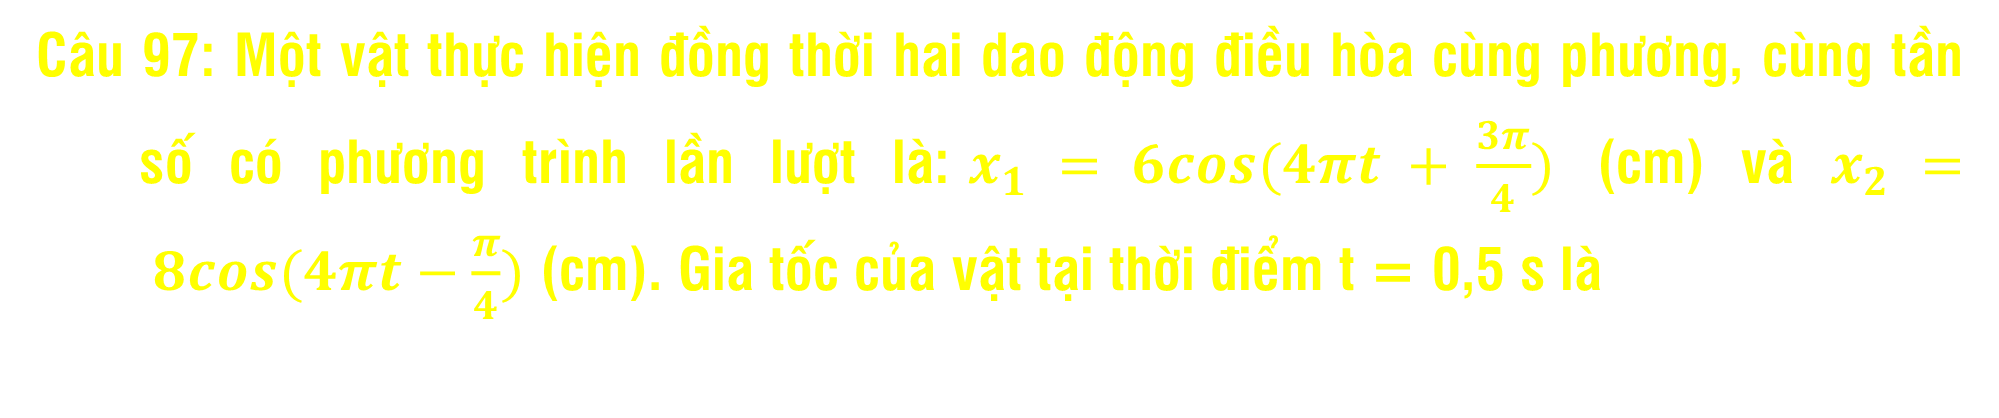 Câu 97: Một vật thực hiện đồng thời hai dao động điều hòa cùng phương, cùng tần
số có phương trình lần lượt là: x₁ = 6cos(4πt + 3π/4) (cm) và x₂ =
8cos(4πt − π/4) (cm). Gia tốc của vật tại thời điểm t = 0,5 s là